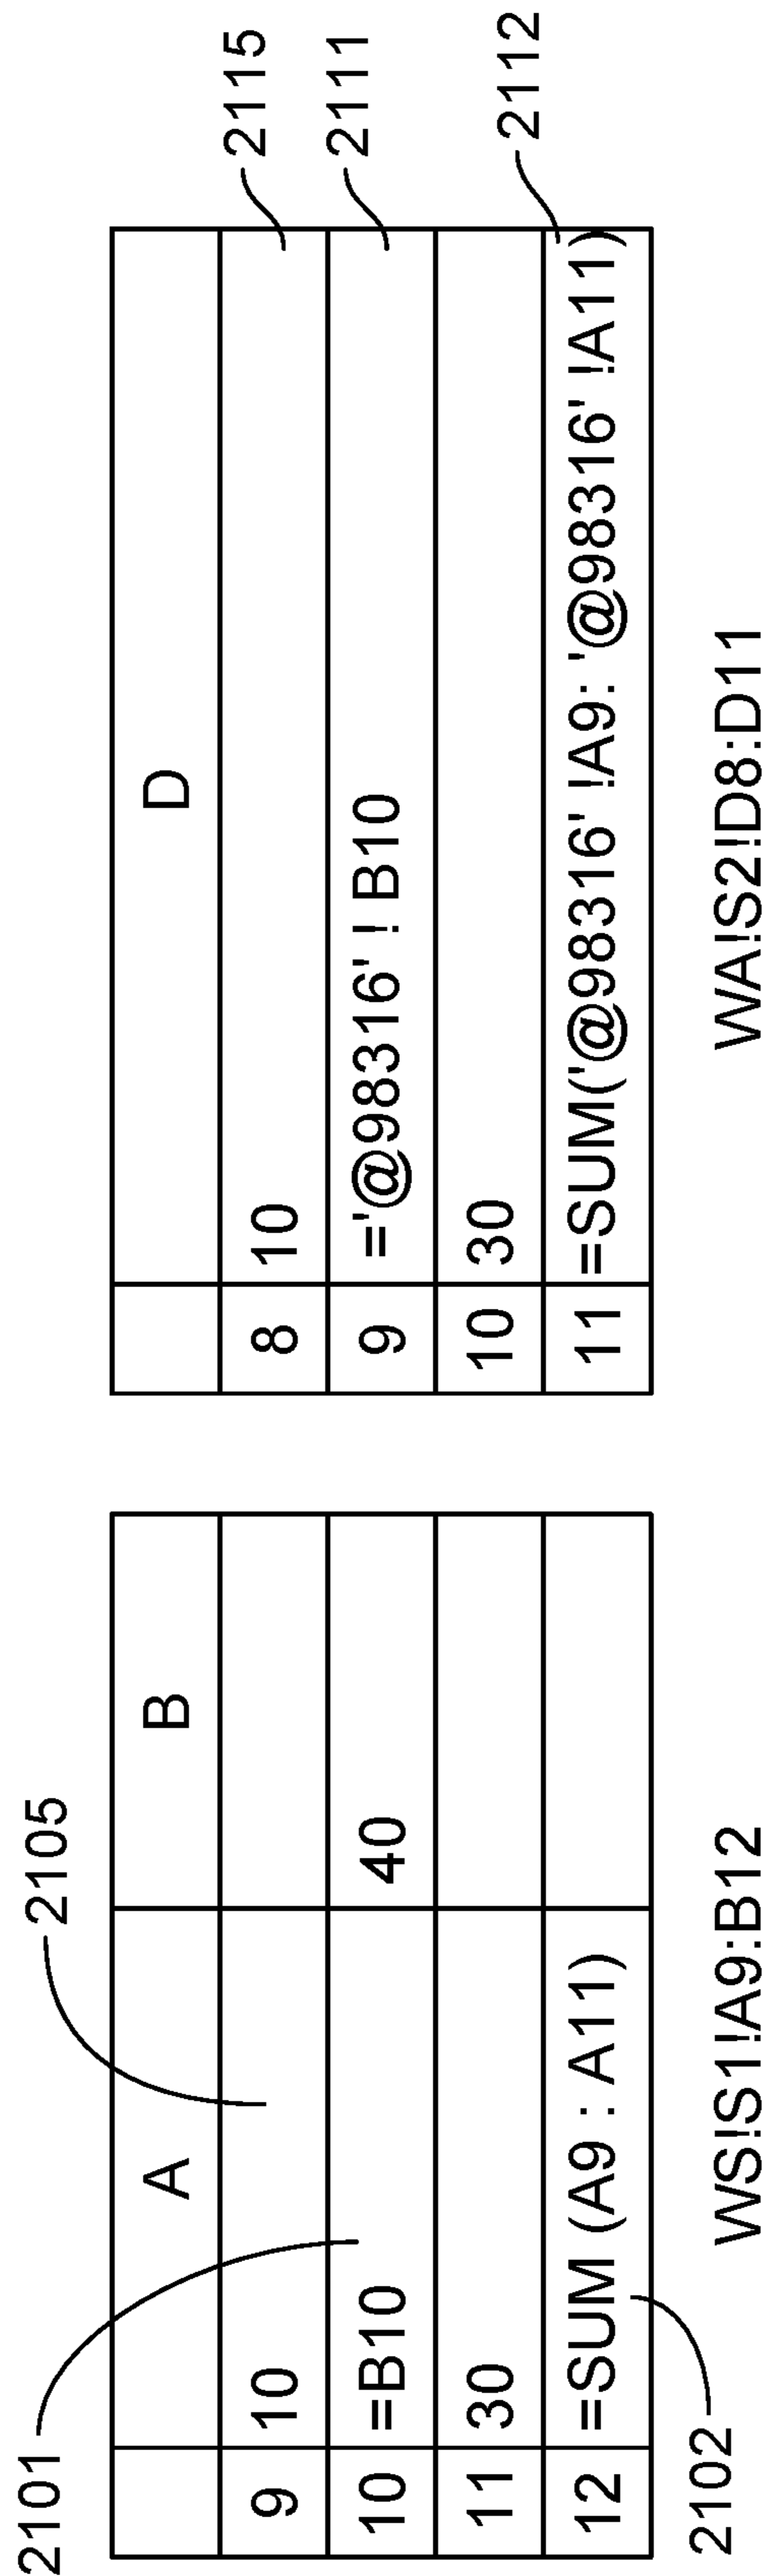 2101
2105
A B
9 10
10 =B10 40
11 30
12 =SUM (A9 : A11)
2102
WS!S1!A9:B12
2115
2111
2112
D
8 10
9 ='@98316' ! B10
10 30
11 =SUM('@98316' !A9: '@98316' !A11)
WA!S2!D8:D11